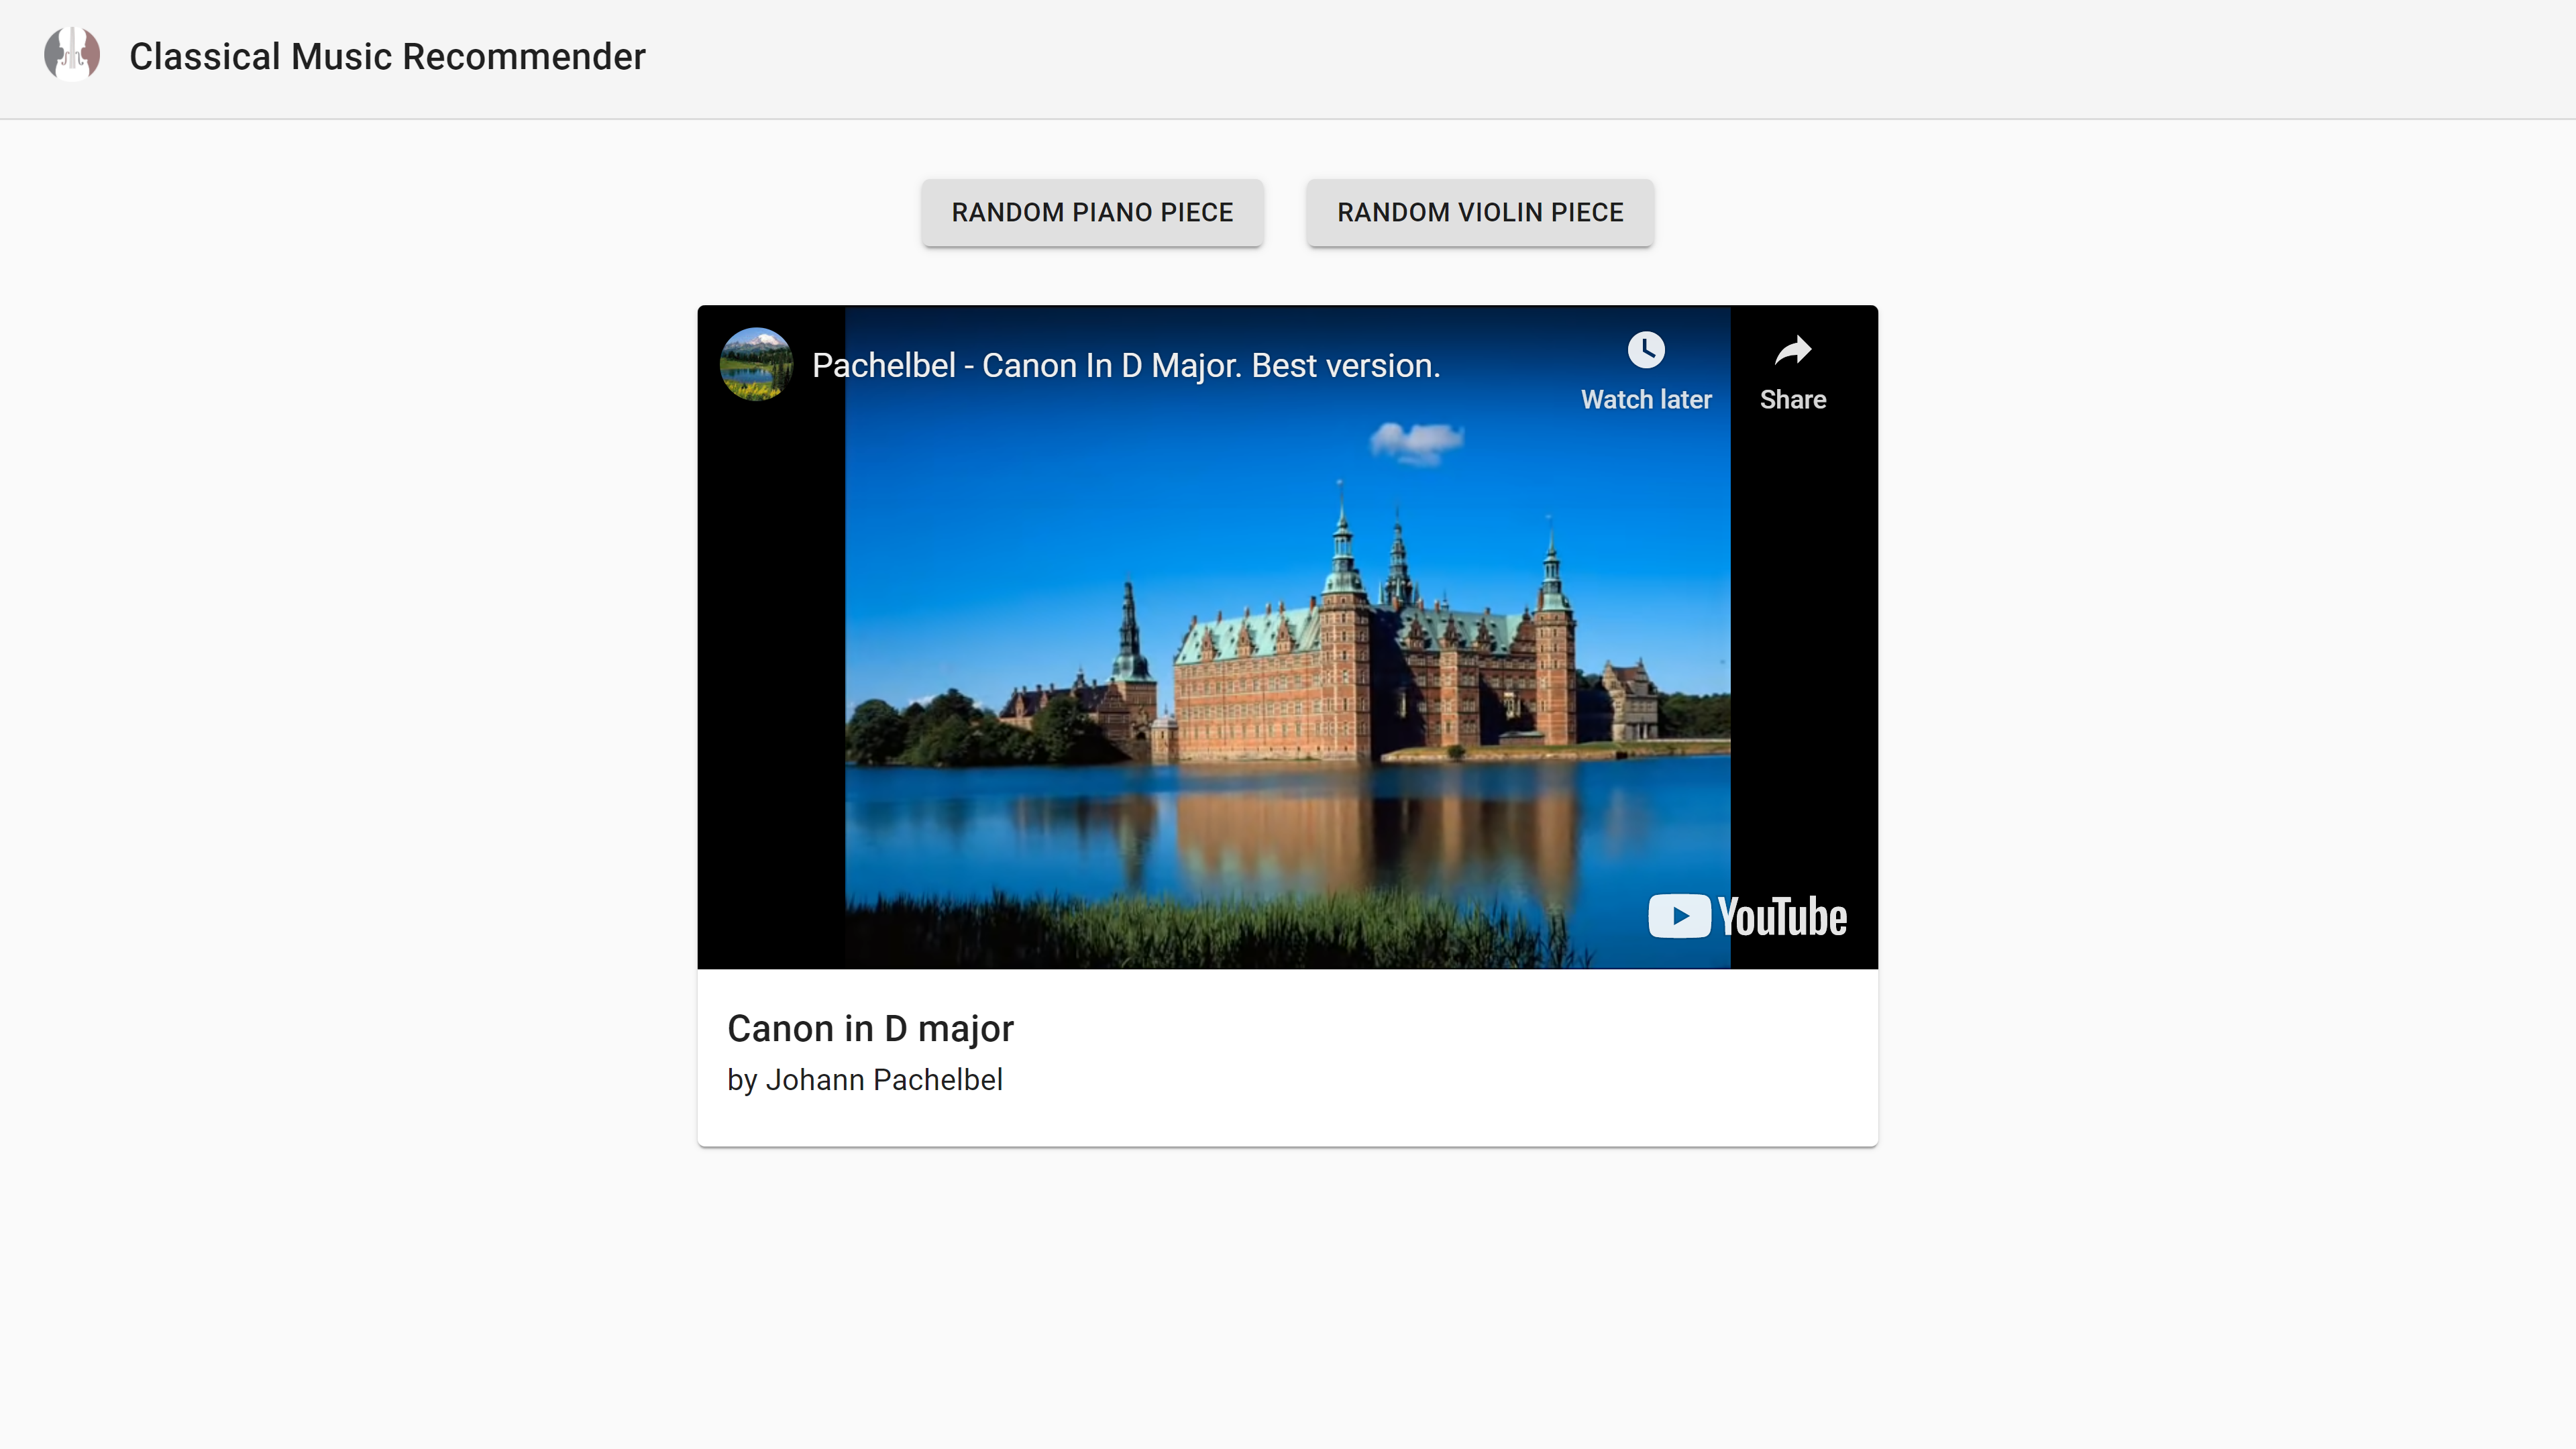 Classical Music Recommender
RANDOM PIANO PIECE
RANDOM VIOLIN PIECE
Pachelbel - Canon In D Major. Best version.
Watch later
Share
YouTube
Canon in D major
by Johann Pachelbel